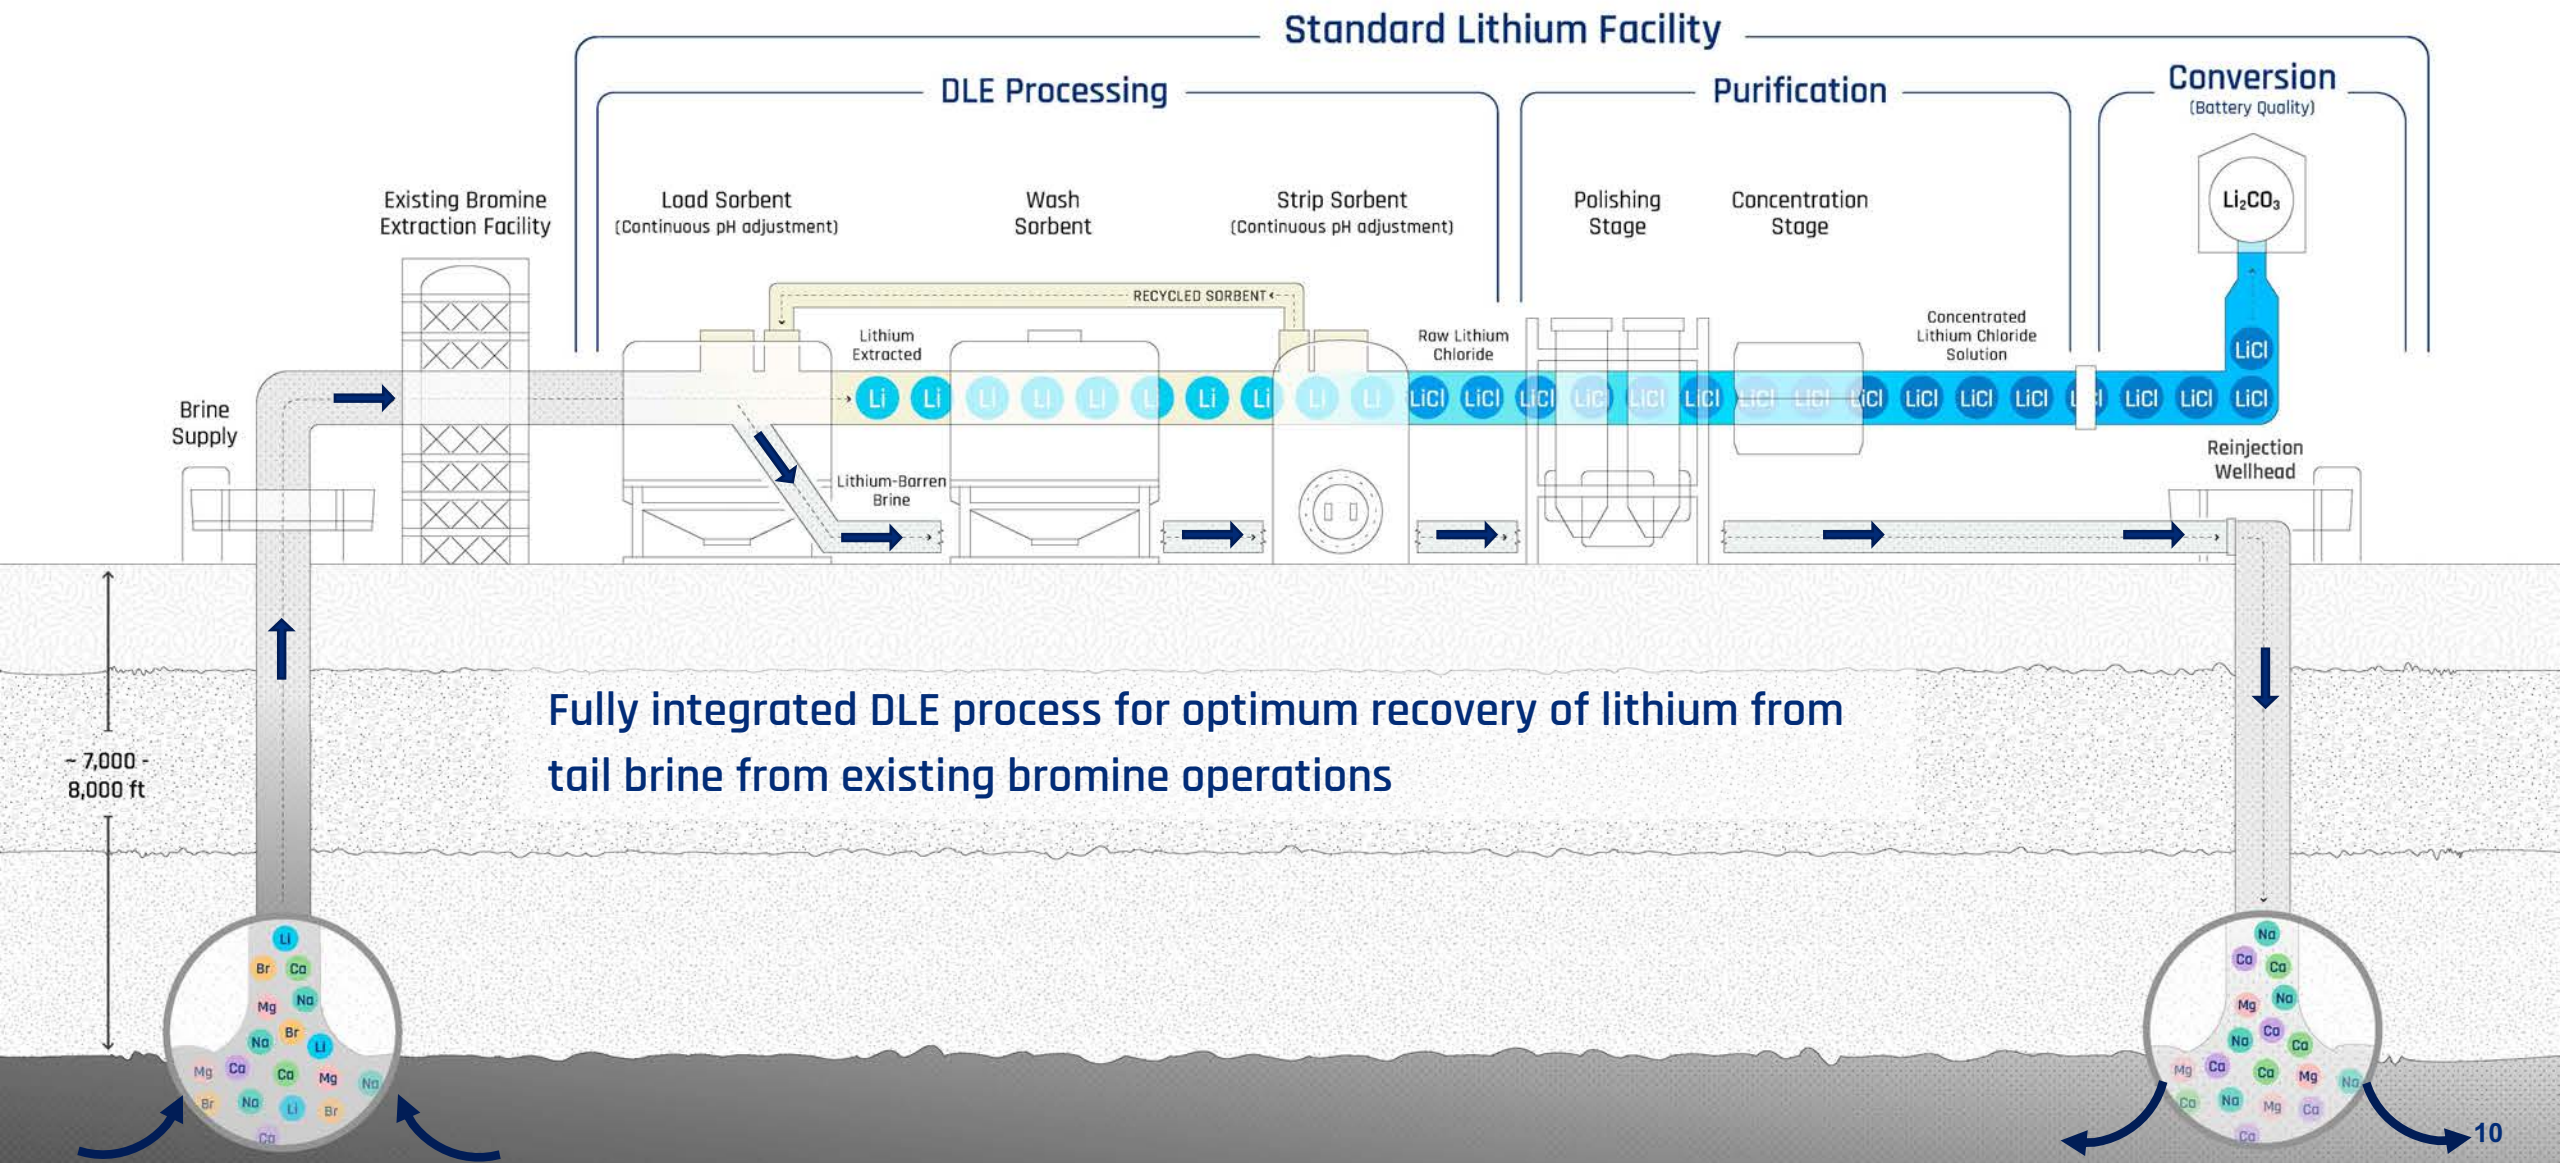 Standard Lithium Facility
DLE Processing
Purification
Conversion
(Battery Quality)
Existing Bromine
Extraction Facility
Load Sorbent
(Continuous pH adjustment)
Wash
Sorbent
Strip Sorbent
(Continuous pH adjustment)
Polishing
Stage
Concentration
Stage
Li₂CO₃
RECYCLED SORBENT
Lithium
Extracted
Raw Lithium
Chloride
Concentrated
Lithium Chloride
Solution
LiCl
Brine
Supply
Li Li Li Li Li Li Li Li Li Li LiCl LiCl LiCl LiCl LiCl LiCl LiCl LiCl LiCl LiCl LiCl LiCl LiCl LiCl LiCl LiCl
Reinjection
Wellhead
Lithium-Barren
Brine
Fully integrated DLE process for optimum recovery of lithium from
tail brine from existing bromine operations
~ 7,000 -
8,000 ft
Li
Br Ca
Mg Na
Br
Na Li
Mg Ca Ca Mg Na
Br Na Li Br
Ca
Na
Ca Ca
Mg Na
Ca
Na Ca
Mg Ca Ca Mg Na
Ca Na Mg Ca
Ca
10